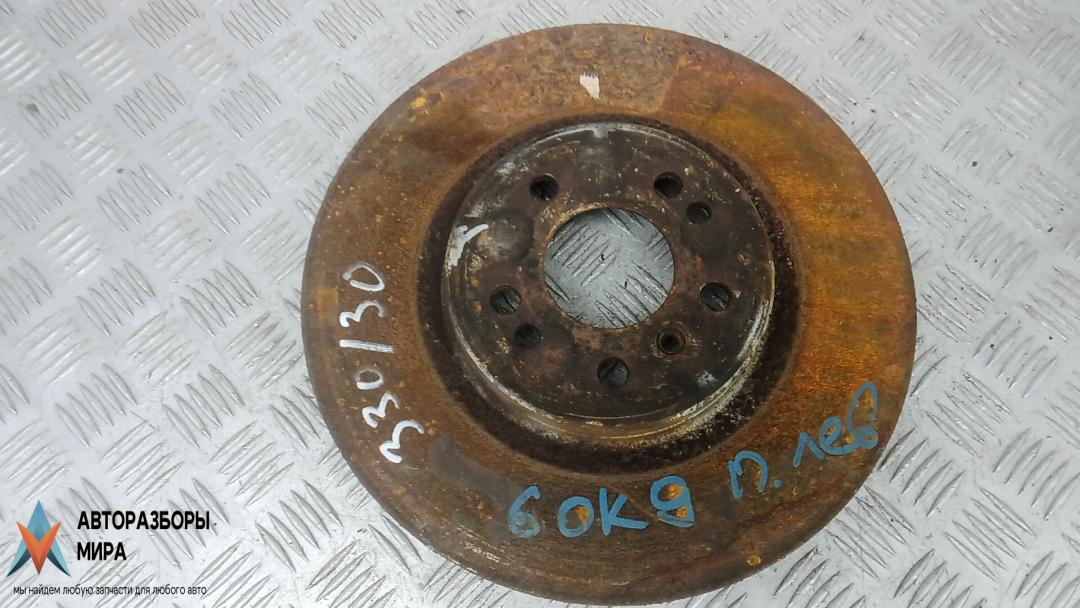 330/30
60К9 П. лев
АВТОРАЗБОРЫ
МИРА
мы найдем любую запчасти для любого авто